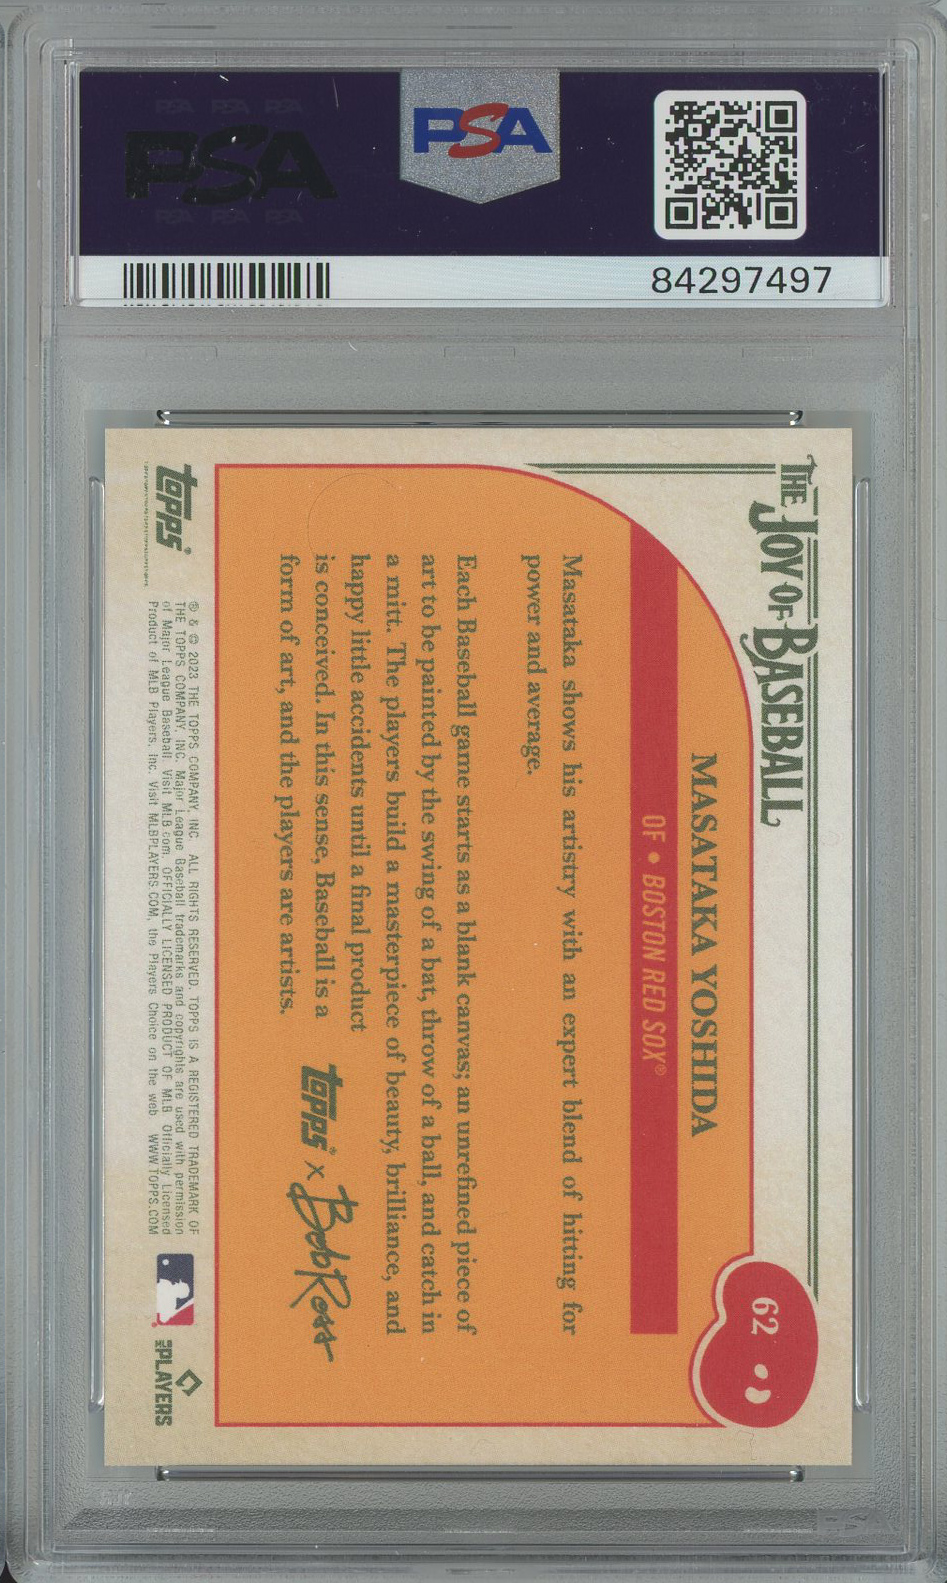 PSA PSA PSA
PSA
PSA PSA PSA
PSA
84297497
THE JOY OF BASEBALL
62
MASATAKA YOSHIDA
OF • BOSTON RED SOX®
Masataka shows his artistry with an expert blend of hitting for
power and average.
Each Baseball game starts as a blank canvas; an unrefined piece of
art to be painted by the swing of a bat, throw of a ball, and catch in
a mitt. The players build a masterpiece of beauty, brilliance, and
happy little accidents until a final product
is conceived. In this sense, Baseball is a
form of art, and the players are artists.
topps® x Bob Ross
topps®
® & © 2023 THE TOPPS COMPANY, INC. ALL RIGHTS RESERVED. TOPPS IS A REGISTERED TRADEMARK OF
THE TOPPS COMPANY, INC. Major League Baseball trademarks and copyrights are used with permission
of Major League Baseball. Visit MLB.com. OFFICIALLY LICENSED PRODUCT OF MLB Officially Licensed
Product of MLB Players, Inc. Visit MLBPLAYERS.COM, the Players Choice on the web WWW.TOPPS.COM
MLB PLAYERS